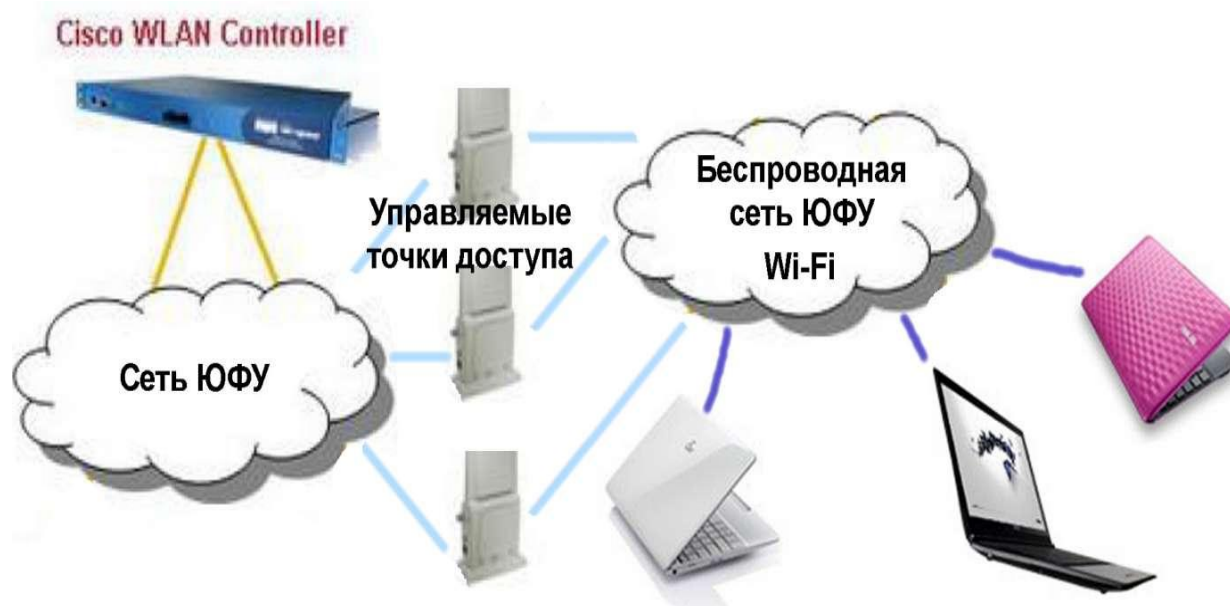 Cisco WLAN Controller
Управляемые
точки доступа
Беспроводная
сеть ЮФУ
Wi-Fi
Сеть ЮФУ